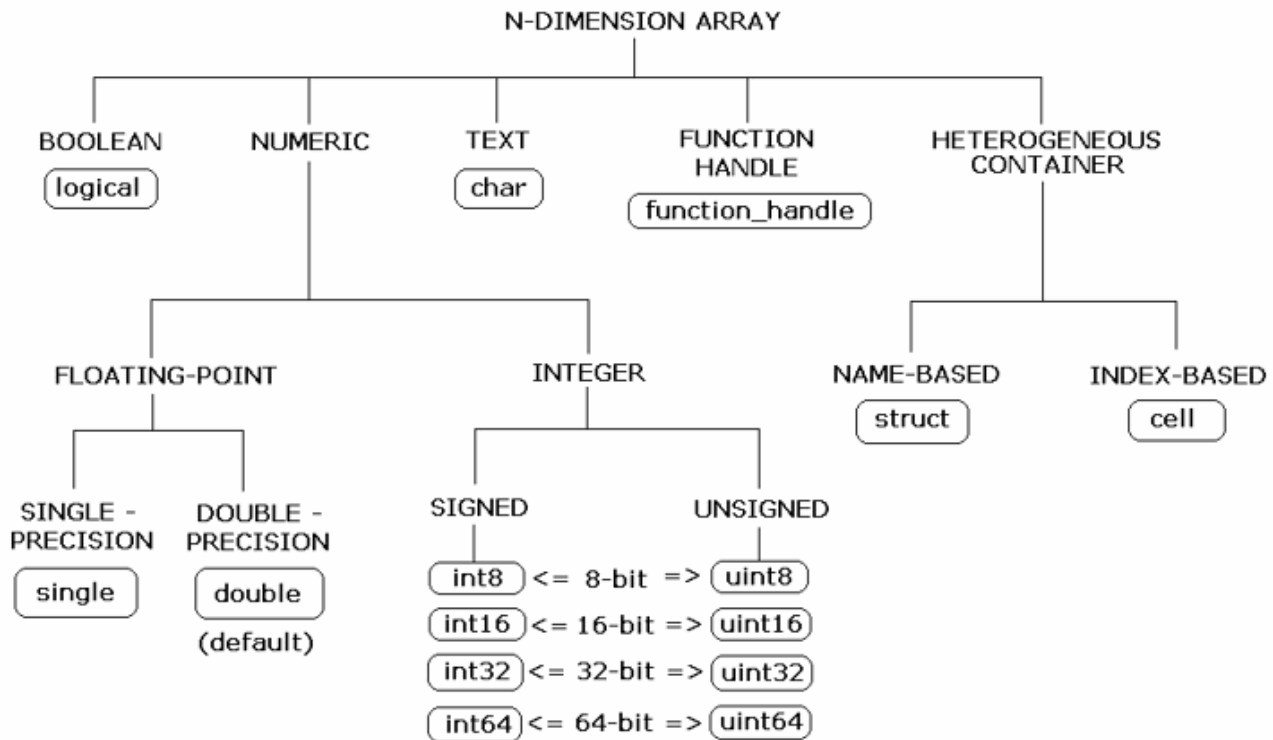 N-DIMENSION ARRAY
BOOLEAN
logical
NUMERIC
TEXT
char
FUNCTION
HANDLE
function_handle
HETEROGENEOUS
CONTAINER
FLOATING-POINT
INTEGER
NAME-BASED
struct
INDEX-BASED
cell
SINGLE -
PRECISION
single
DOUBLE -
PRECISION
double
(default)
SIGNED
UNSIGNED
int8 <= 8-bit => uint8
int16 <= 16-bit => uint16
int32 <= 32-bit => uint32
int64 <= 64-bit => uint64